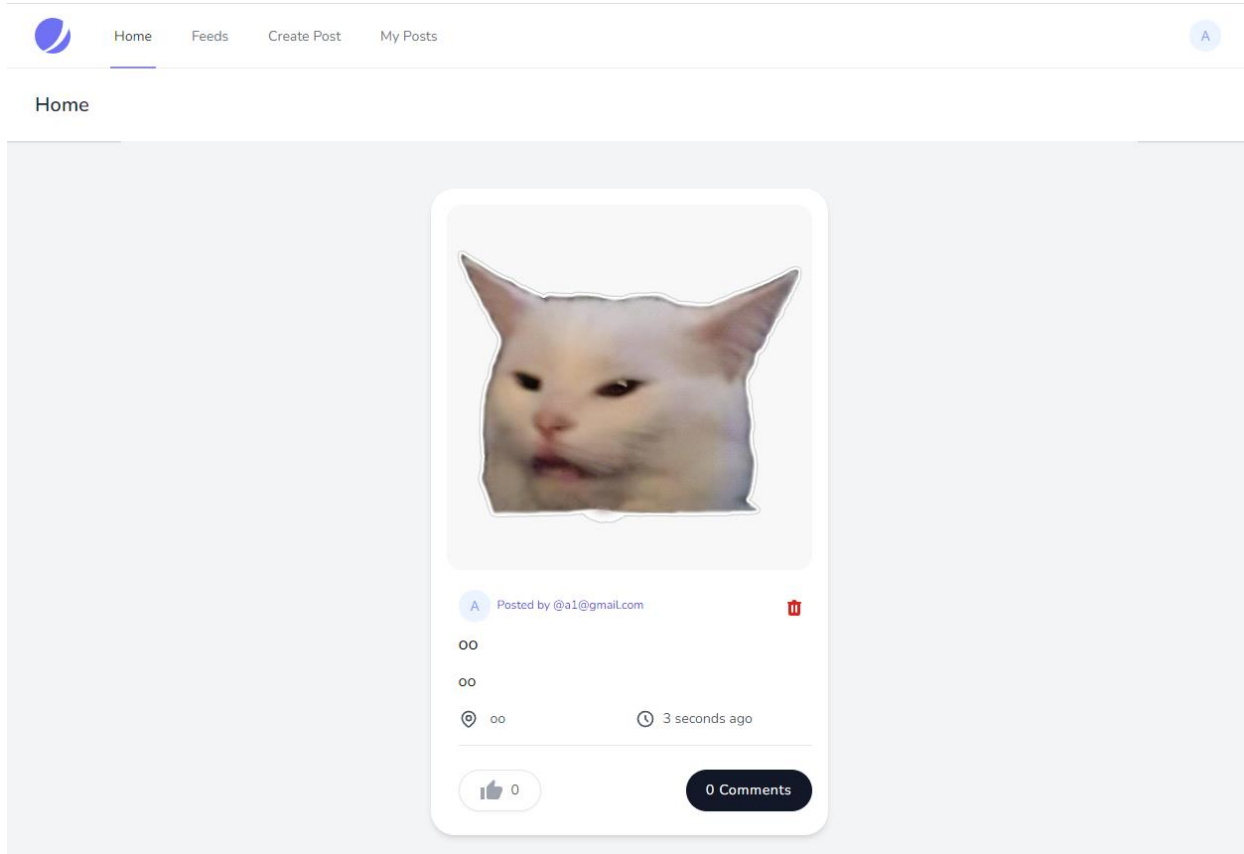 Home Feeds Create Post My Posts A
Home
A Posted by @a1@gmail.com
oo
oo
oo 3 seconds ago
0 0 Comments